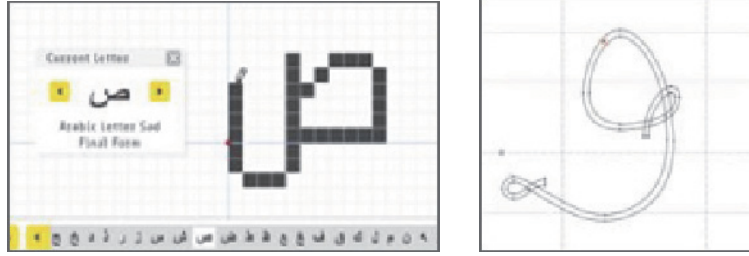 Current Letter
ص
Arabic Letter Sad
Final Form
ص
خ ح ج د ذ ر ز س ش ص ض ط ظ ع غ ف ق ك ل م ن ه